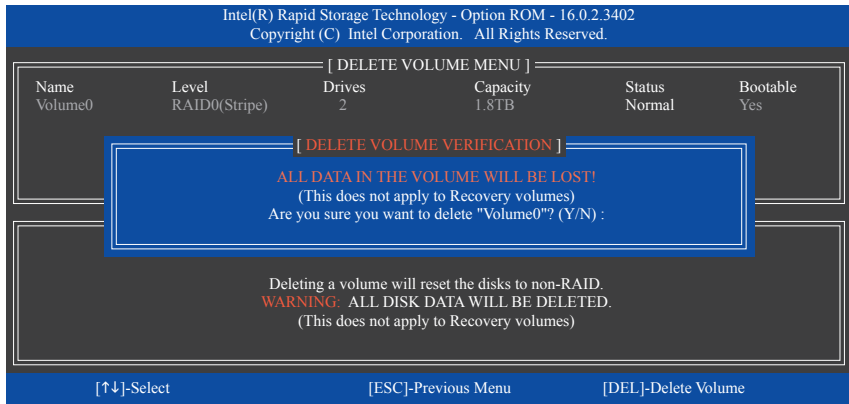 Intel(R) Rapid Storage Technology - Option ROM - 16.0.2.3402
Copyright (C) Intel Corporation. All Rights Reserved.
[ DELETE VOLUME MENU ]
Name Level Drives Capacity Status Bootable
Volume0 RAID0(Stripe) 2 1.8TB Normal Yes
[ DELETE VOLUME VERIFICATION ]
ALL DATA IN THE VOLUME WILL BE LOST!
(This does not apply to Recovery volumes)
Are you sure you want to delete "Volume0"? (Y/N) :
Deleting a volume will reset the disks to non-RAID.
WARNING: ALL DISK DATA WILL BE DELETED.
(This does not apply to Recovery volumes)
[↑↓]-Select [ESC]-Previous Menu [DEL]-Delete Volume